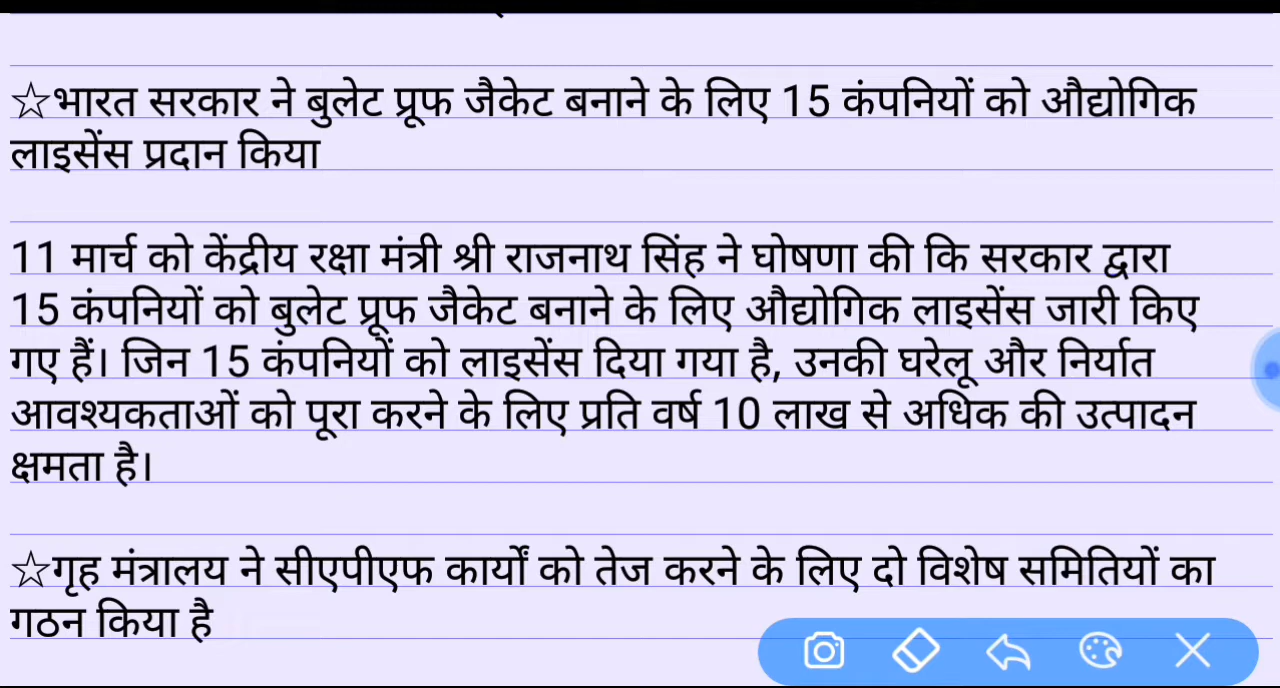 ☆भारत सरकार ने बुलेट प्रूफ जैकेट बनाने के लिए 15 कंपनियों को औद्योगिक
लाइसेंस प्रदान किया
11 मार्च को केंद्रीय रक्षा मंत्री श्री राजनाथ सिंह ने घोषणा की कि सरकार द्वारा
15 कंपनियों को बुलेट प्रूफ जैकेट बनाने के लिए औद्योगिक लाइसेंस जारी किए
गए हैं। जिन 15 कंपनियों को लाइसेंस दिया गया है, उनकी घरेलू और निर्यात
आवश्यकताओं को पूरा करने के लिए प्रति वर्ष 10 लाख से अधिक की उत्पादन
क्षमता है।
☆गृह मंत्रालय ने सीएपीएफ कार्यों को तेज करने के लिए दो विशेष समितियों का
गठन किया है